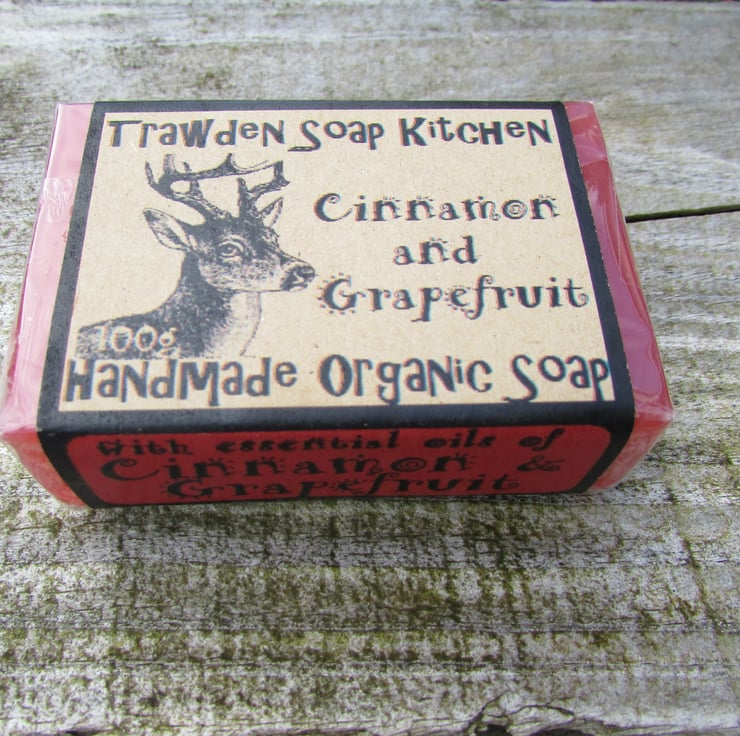 Trawden Soap Kitchen
Cinnamon
and
Grapefruit
100g
Handmade Organic Soap
With essential oils of
Cinnamon &
Grapefruit